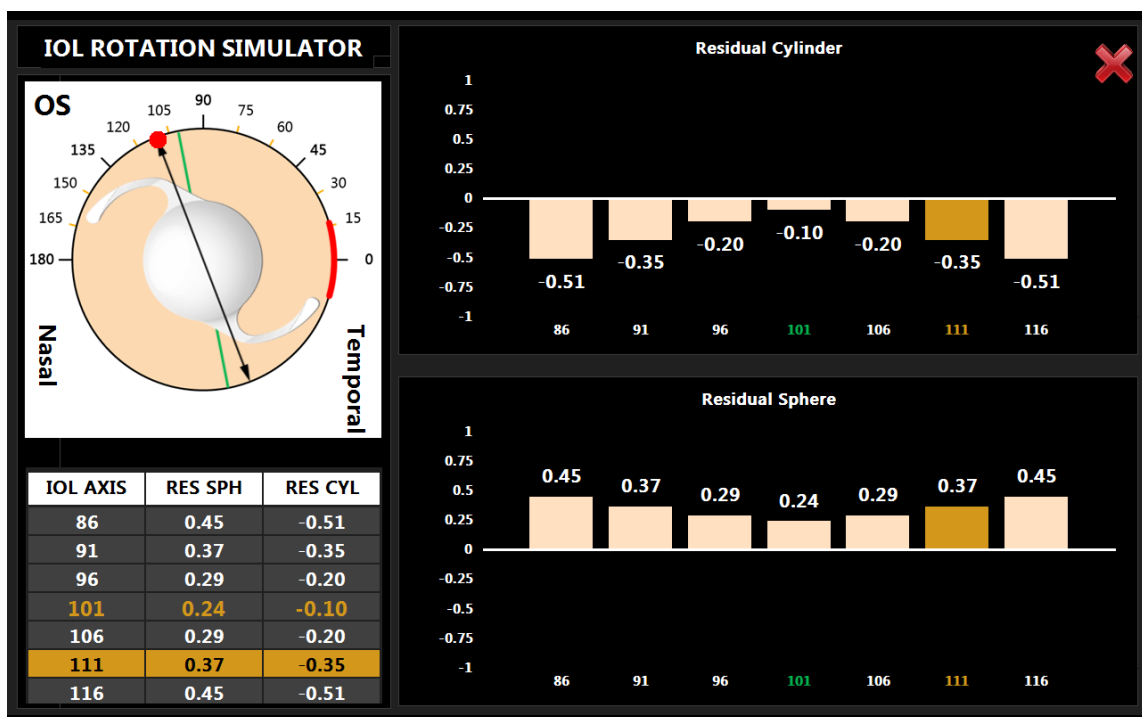 IOL ROTATION SIMULATOR
OS
90
105
75
120
60
135
45
150
30
165
15
180
0
Nasal
Temporal
IOL AXIS RES SPH RES CYL
86 0.45 -0.51
91 0.37 -0.35
96 0.29 -0.20
101 0.24 -0.10
106 0.29 -0.20
111 0.37 -0.35
116 0.45 -0.51
Residual Cylinder
1
0.75
0.5
0.25
0
-0.25
-0.5
-0.75
-1
-0.51 -0.35 -0.20 -0.10 -0.20 -0.35 -0.51
86 91 96 101 106 111 116
Residual Sphere
1
0.75
0.5
0.25
0
-0.25
-0.5
-0.75
-1
0.45 0.37 0.29 0.24 0.29 0.37 0.45
86 91 96 101 106 111 116